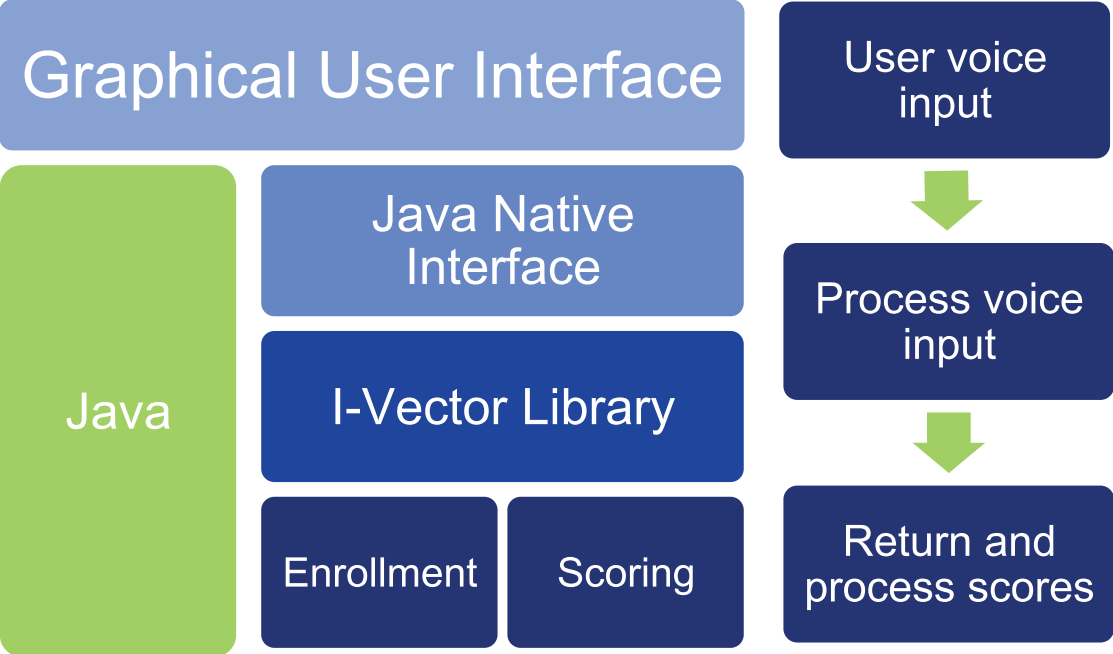 Graphical User Interface
Java
Java Native
Interface
I-Vector Library
Enrollment
Scoring
User voice
input
Process voice
input
Return and
process scores